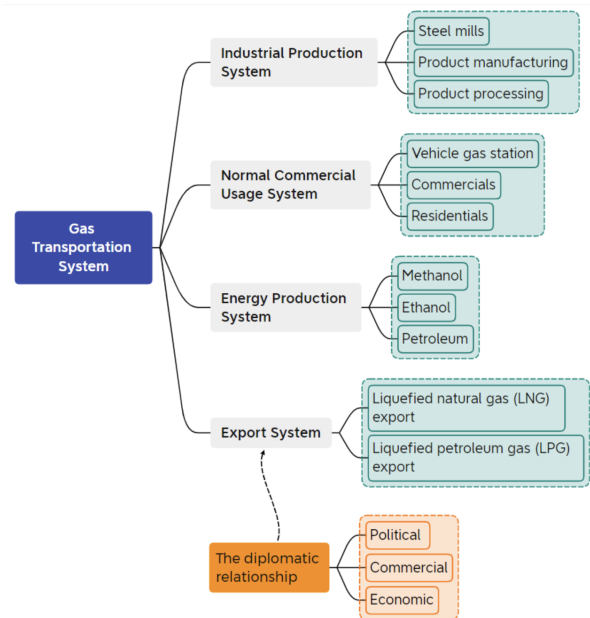 Industrial Production
System
Steel mills
Product manufacturing
Product processing
Normal Commercial
Usage System
Vehicle gas station
Commercials
Residentials
Gas
Transportation
System
Energy Production
System
Methanol
Ethanol
Petroleum
Export System
Liquefied natural gas (LNG)
export
Liquefied petroleum gas (LPG)
export
The diplomatic
relationship
Political
Commercial
Economic